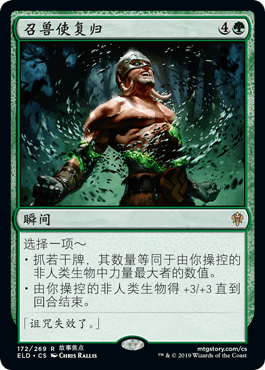 召兽使复归 4
瞬间
选择一项～
• 抓若干牌，其数量等同于由你操控的
非人类生物中力量最大者的数值。
• 由你操控的非人类生物得 +3/+3 直到
回合结束。
「诅咒失效了。」
172/269 R 故事焦点
ELD • CS CHRIS RALLIS
mtgstory.com/cs
™ & © 2019 Wizards of the Coast